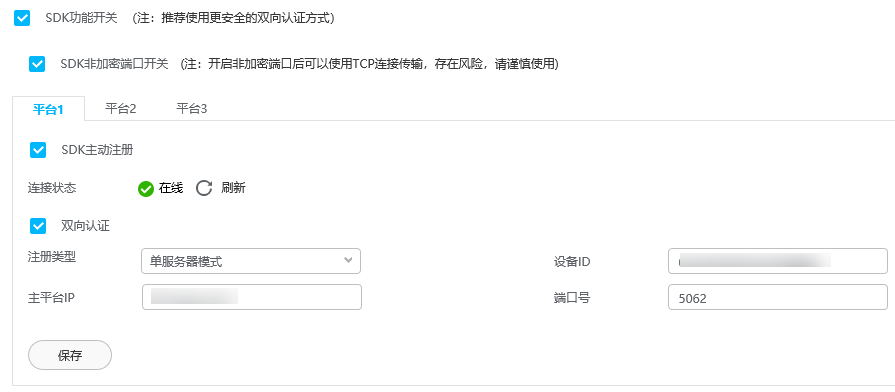 SDK功能开关 (注：推荐使用更安全的双向认证方式)
SDK非加密端口开关 (注：开启非加密端口后可以使用TCP连接传输，存在风险，请谨慎使用)
平台1 平台2 平台3
SDK主动注册
连接状态 在线 刷新
双向认证
注册类型 单服务器模式 设备ID
主平台IP 端口号 5062
保存